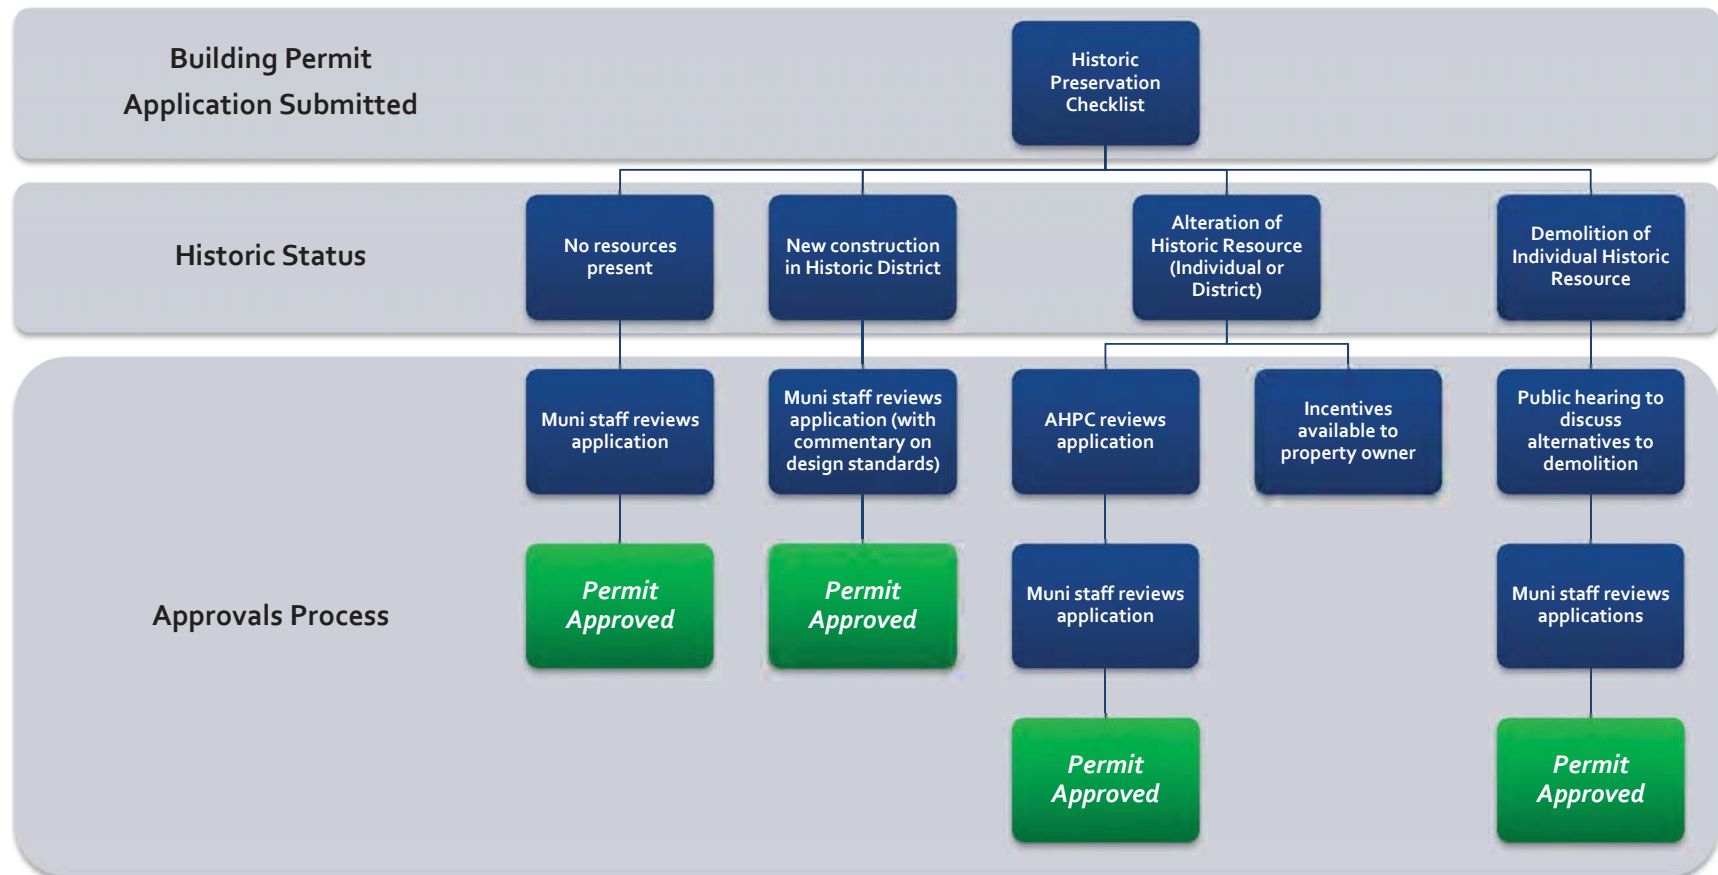 Building Permit
Application Submitted
Historic
Preservation
Checklist
Historic Status
No resources
present
New construction
in Historic District
Alteration of
Historic Resource
(Individual or
District)
Demolition of
Individual Historic
Resource
Approvals Process
Muni staff reviews
application
Muni staff reviews
application (with
commentary on
design standards)
AHPC reviews
application
Incentives
available to
property owner
Public hearing to
discuss
alternatives to
demolition
Permit
Approved
Permit
Approved
Muni staff reviews
application
Muni staff reviews
applications
Permit
Approved
Permit
Approved